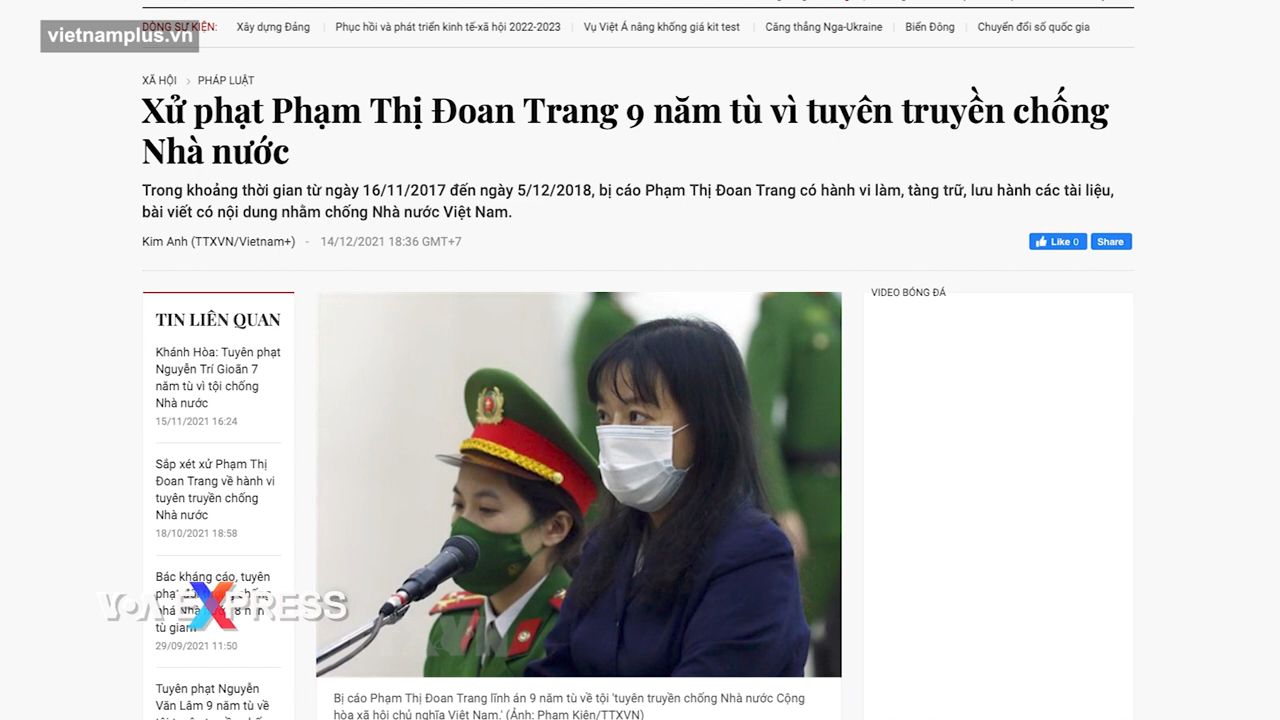 vietnamplus.vn
DÒNG SỰ KIỆN: Xây dựng Đảng Phục hồi và phát triển kinh tế-xã hội 2022-2023 Vụ Việt Á nâng khống giá kit test Căng thẳng Nga-Ukraine Biển Đông Chuyển đổi số quốc gia
XÃ HỘI > PHÁP LUẬT
Xử phạt Phạm Thị Đoan Trang 9 năm tù vì tuyên truyền chống
Nhà nước
Trong khoảng thời gian từ ngày 16/11/2017 đến ngày 5/12/2018, bị cáo Phạm Thị Đoan Trang có hành vi làm, tàng trữ, lưu hành các tài liệu,
bài viết có nội dung nhằm chống Nhà nước Việt Nam.
Kim Anh (TTXVN/Vietnam+) - 14/12/2021 18:36 GMT+7
Like 0 Share
TIN LIÊN QUAN
Khánh Hòa: Tuyên phạt
Nguyễn Trí Gioãn 7
năm tù vì tội chống
Nhà nước
15/11/2021 16:24
Sắp xét xử Phạm Thị
Đoan Trang về hành vi
tuyên truyền chống
Nhà nước
18/10/2021 18:58
Bác kháng cáo, tuyên
tù giam
29/09/2021 11:50
Tuyên phạt Nguyễn
Văn Lâm 9 năm tù về
VOA EXPRESS
VIDEO BÓNG ĐÁ
TTXVN
Bị cáo Phạm Thị Đoan Trang lĩnh án 9 năm tù về tội 'tuyên truyền chống Nhà nước Cộng
hòa xã hội chủ nghĩa Việt Nam.' (Ảnh: Phạm Kiên/TTXVN)